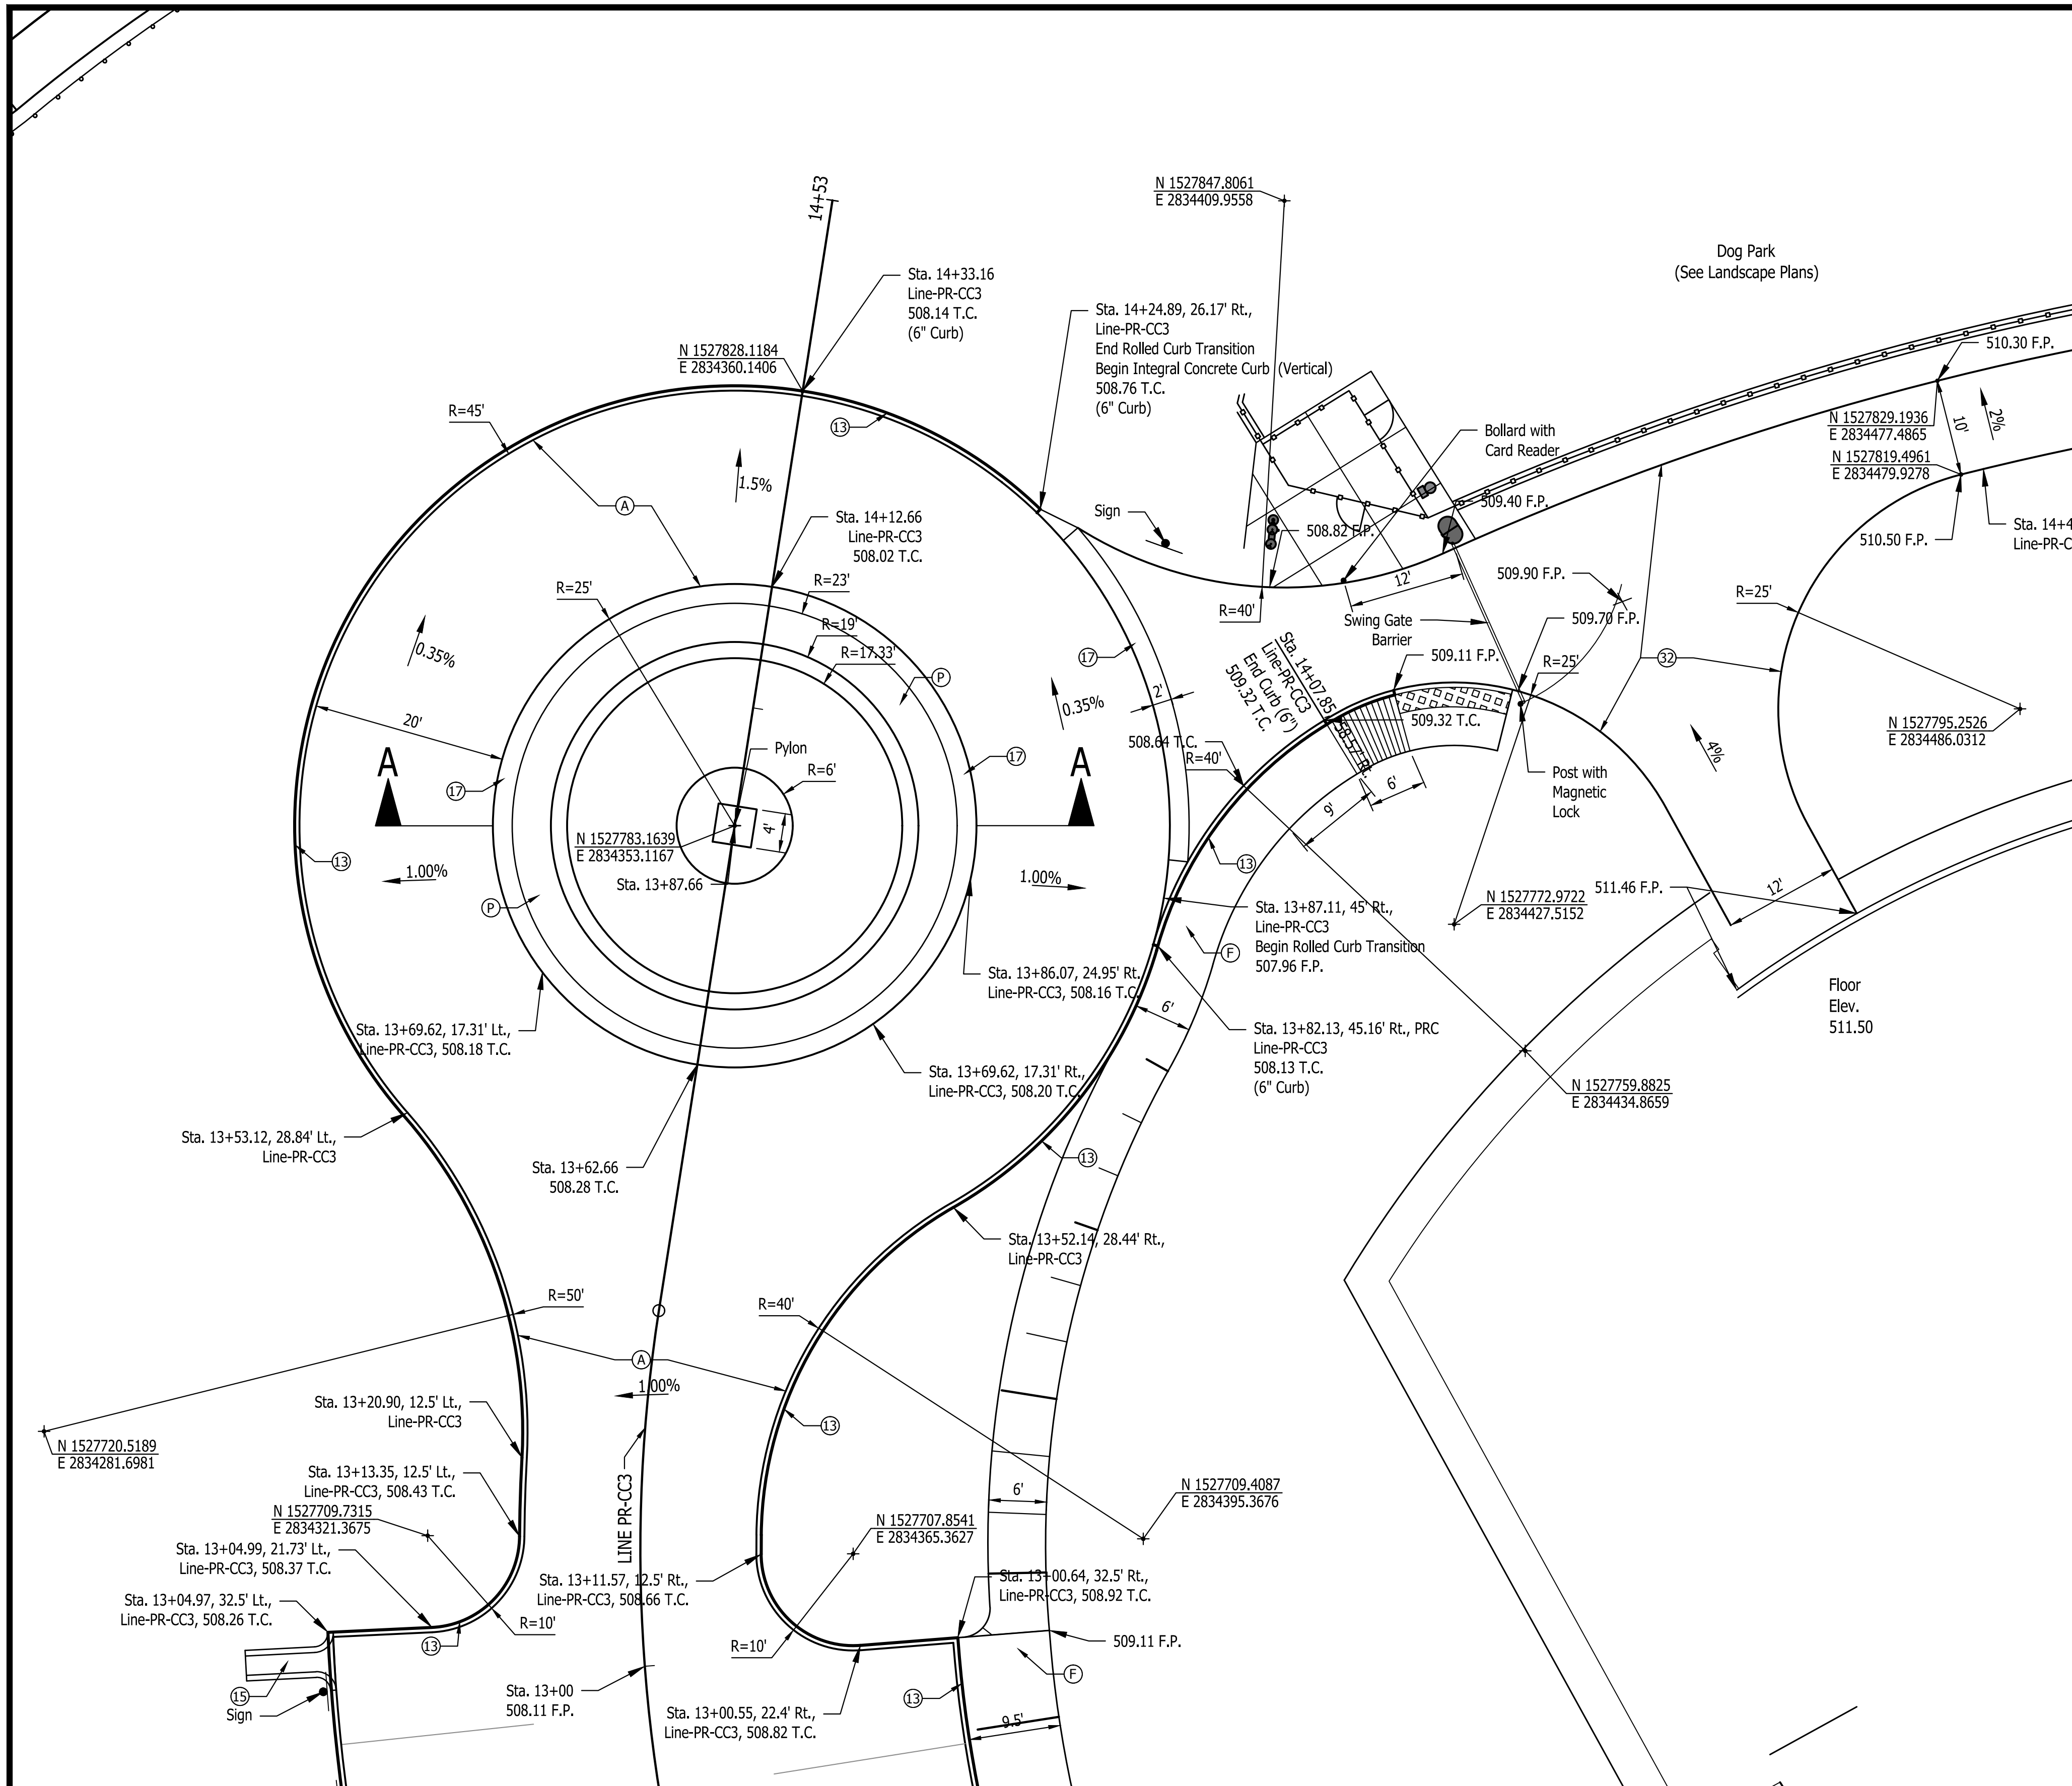 14+53
N 1527847.8061
E 2834409.9558
Dog Park
(See Landscape Plans)
Sta. 14+33.16
Line-PR-CC3
508.14 T.C.
(6" Curb)
Sta. 14+24.89, 26.17' Rt.,
Line-PR-CC3
End Rolled Curb Transition
Begin Integral Concrete Curb (Vertical)
508.76 T.C.
(6" Curb)
N 1527828.1184
E 2834360.1406
510.30 F.P.
R=45'
13
N 1527829.1936
E 2834477.4865
10'
2%
Bollard with
Card Reader
N 1527819.4961
E 2834479.9278
1.5%
A
509.40 F.P.
Sign
508.82 F.P.
Sta. 14+12.66
Line-PR-CC3
508.02 T.C.
Sta. 14+4
Line-PR-C
510.50 F.P.
R=25'
R=23'
12'
509.90 F.P.
R=25'
R=40'
Swing Gate
Barrier
509.70 F.P.
0.35%
R=19'
R=17.33'
17
509.11 F.P.
R=25'
32
P
Sta. 14+07.85
58.57' Rt.
Line-PR-CC3
End Curb (6")
509.32 T.C.
2'
0.35%
20'
509.32 T.C.
N 1527795.2526
E 2834486.0312
Pylon
508.64 T.C.
R=40'
4%
A
A
R=6'
17
17
Post with
Magnetic
Lock
6'
9'
4'
N 1527783.1639
E 2834353.1167
13
13
1.00%
Sta. 13+87.66
1.00%
511.46 F.P.
12'
P
N 1527772.9722
E 2834427.5152
Sta. 13+87.11, 45' Rt.,
Line-PR-CC3
Begin Rolled Curb Transition
507.96 F.P.
F
Sta. 13+86.07, 24.95' Rt.
Line-PR-CC3, 508.16 T.C.
6'
Floor
Elev.
511.50
Sta. 13+69.62, 17.31' Lt.,
Line-PR-CC3, 508.18 T.C.
Sta. 13+82.13, 45.16' Rt., PRC
Line-PR-CC3
508.13 T.C.
(6" Curb)
Sta. 13+69.62, 17.31' Rt.,
Line-PR-CC3, 508.20 T.C.
N 1527759.8825
E 2834434.8659
Sta. 13+53.12, 28.84' Lt.,
Line-PR-CC3
13
Sta. 13+62.66
508.28 T.C.
Sta. 13+52.14, 28.44' Rt.,
Line-PR-CC3
R=50'
R=40'
A
1.00%
Sta. 13+20.90, 12.5' Lt.,
Line-PR-CC3
13
N 1527720.5189
E 2834281.6981
Sta. 13+13.35, 12.5' Lt.,
Line-PR-CC3, 508.43 T.C.
LINE PR-CC3
6'
N 1527709.4087
E 2834395.3676
N 1527709.7315
E 2834321.3675
N 1527707.8541
E 2834365.3627
Sta. 13+04.99, 21.73' Lt.,
Line-PR-CC3, 508.37 T.C.
Sta. 13+11.57, 12.5' Rt.,
Line-PR-CC3, 508.66 T.C.
Sta. 13+00.64, 32.5' Rt.,
Line-PR-CC3, 508.92 T.C.
Sta. 13+04.97, 32.5' Lt.,
Line-PR-CC3, 508.26 T.C.
R=10'
13
R=10'
509.11 F.P.
F
15
Sign
Sta. 13+00
508.11 F.P.
13
Sta. 13+00.55, 22.4' Rt.,
Line-PR-CC3, 508.82 T.C.
9.5'